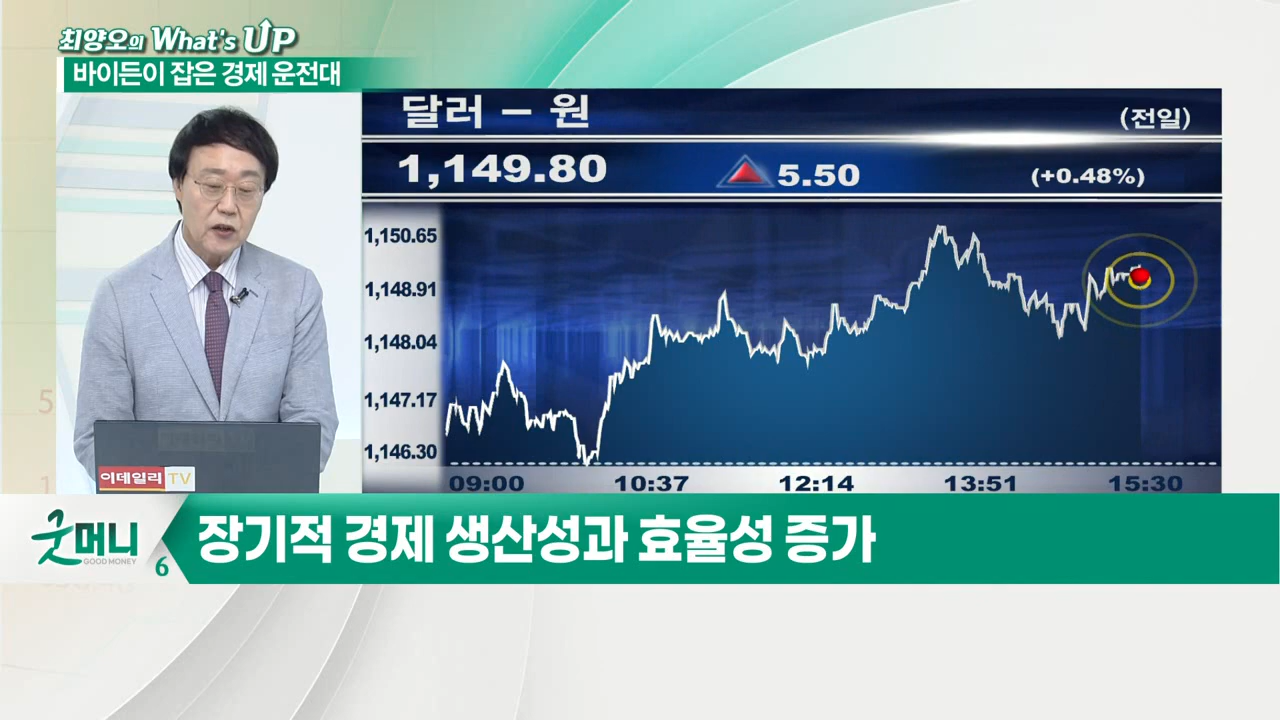 최양오의 What's UP
바이든이 잡은 경제 운전대
달러 – 원
(전일)
1,149.80
5.50
(+0.48%)
1,150.65
1,148.91
1,148.04
1,147.17
1,146.30
09:00 10:37 12:14 13:51 15:30
5
1
이데일리 TV
굿머니
GOOD MONEY
6
장기적 경제 생산성과 효율성 증가